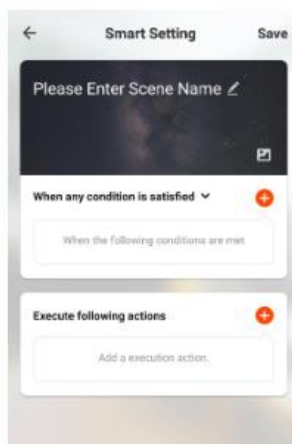 Smart Setting
Save
Please Enter Scene Name
When any condition is satisfied
When the following conditions are met
Execute following actions
Add a execution action.